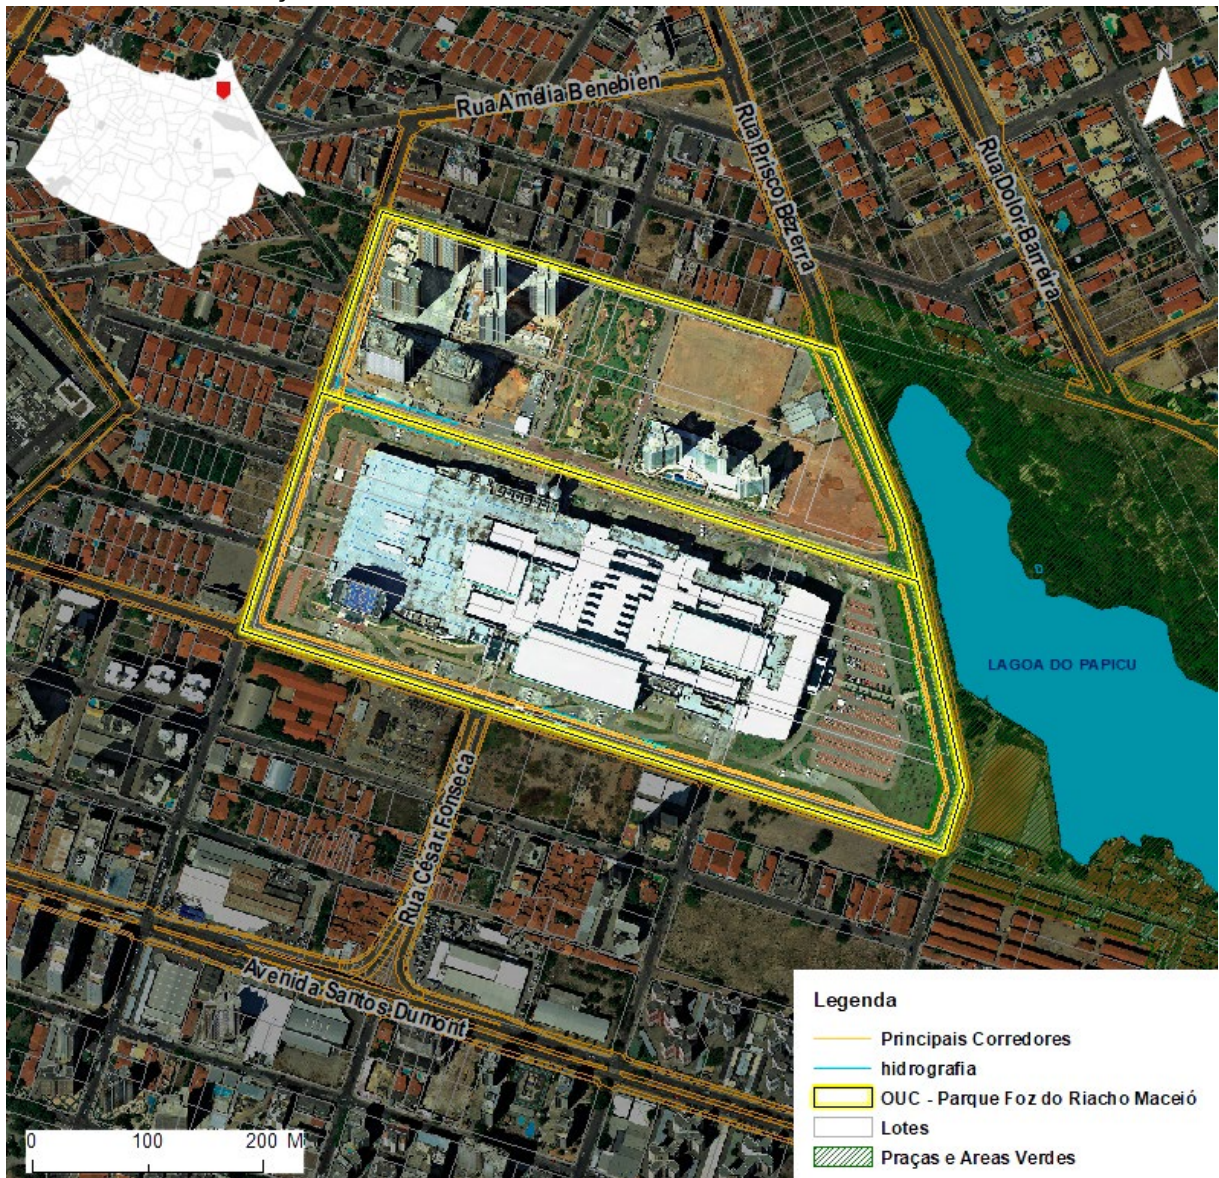 N
Rua Amélia Benebien
Rua Prisco Bezerra
Rua Dolor Barreira
LAGOA DO PAPICU
Rua César Fonseca
Avenida Santos Dumont
0 100 200 M
Legenda
Principais Corredores
hidrografia
OUC - Parque Foz do Riacho Maceió
Lotes
Praças e Areas Verdes